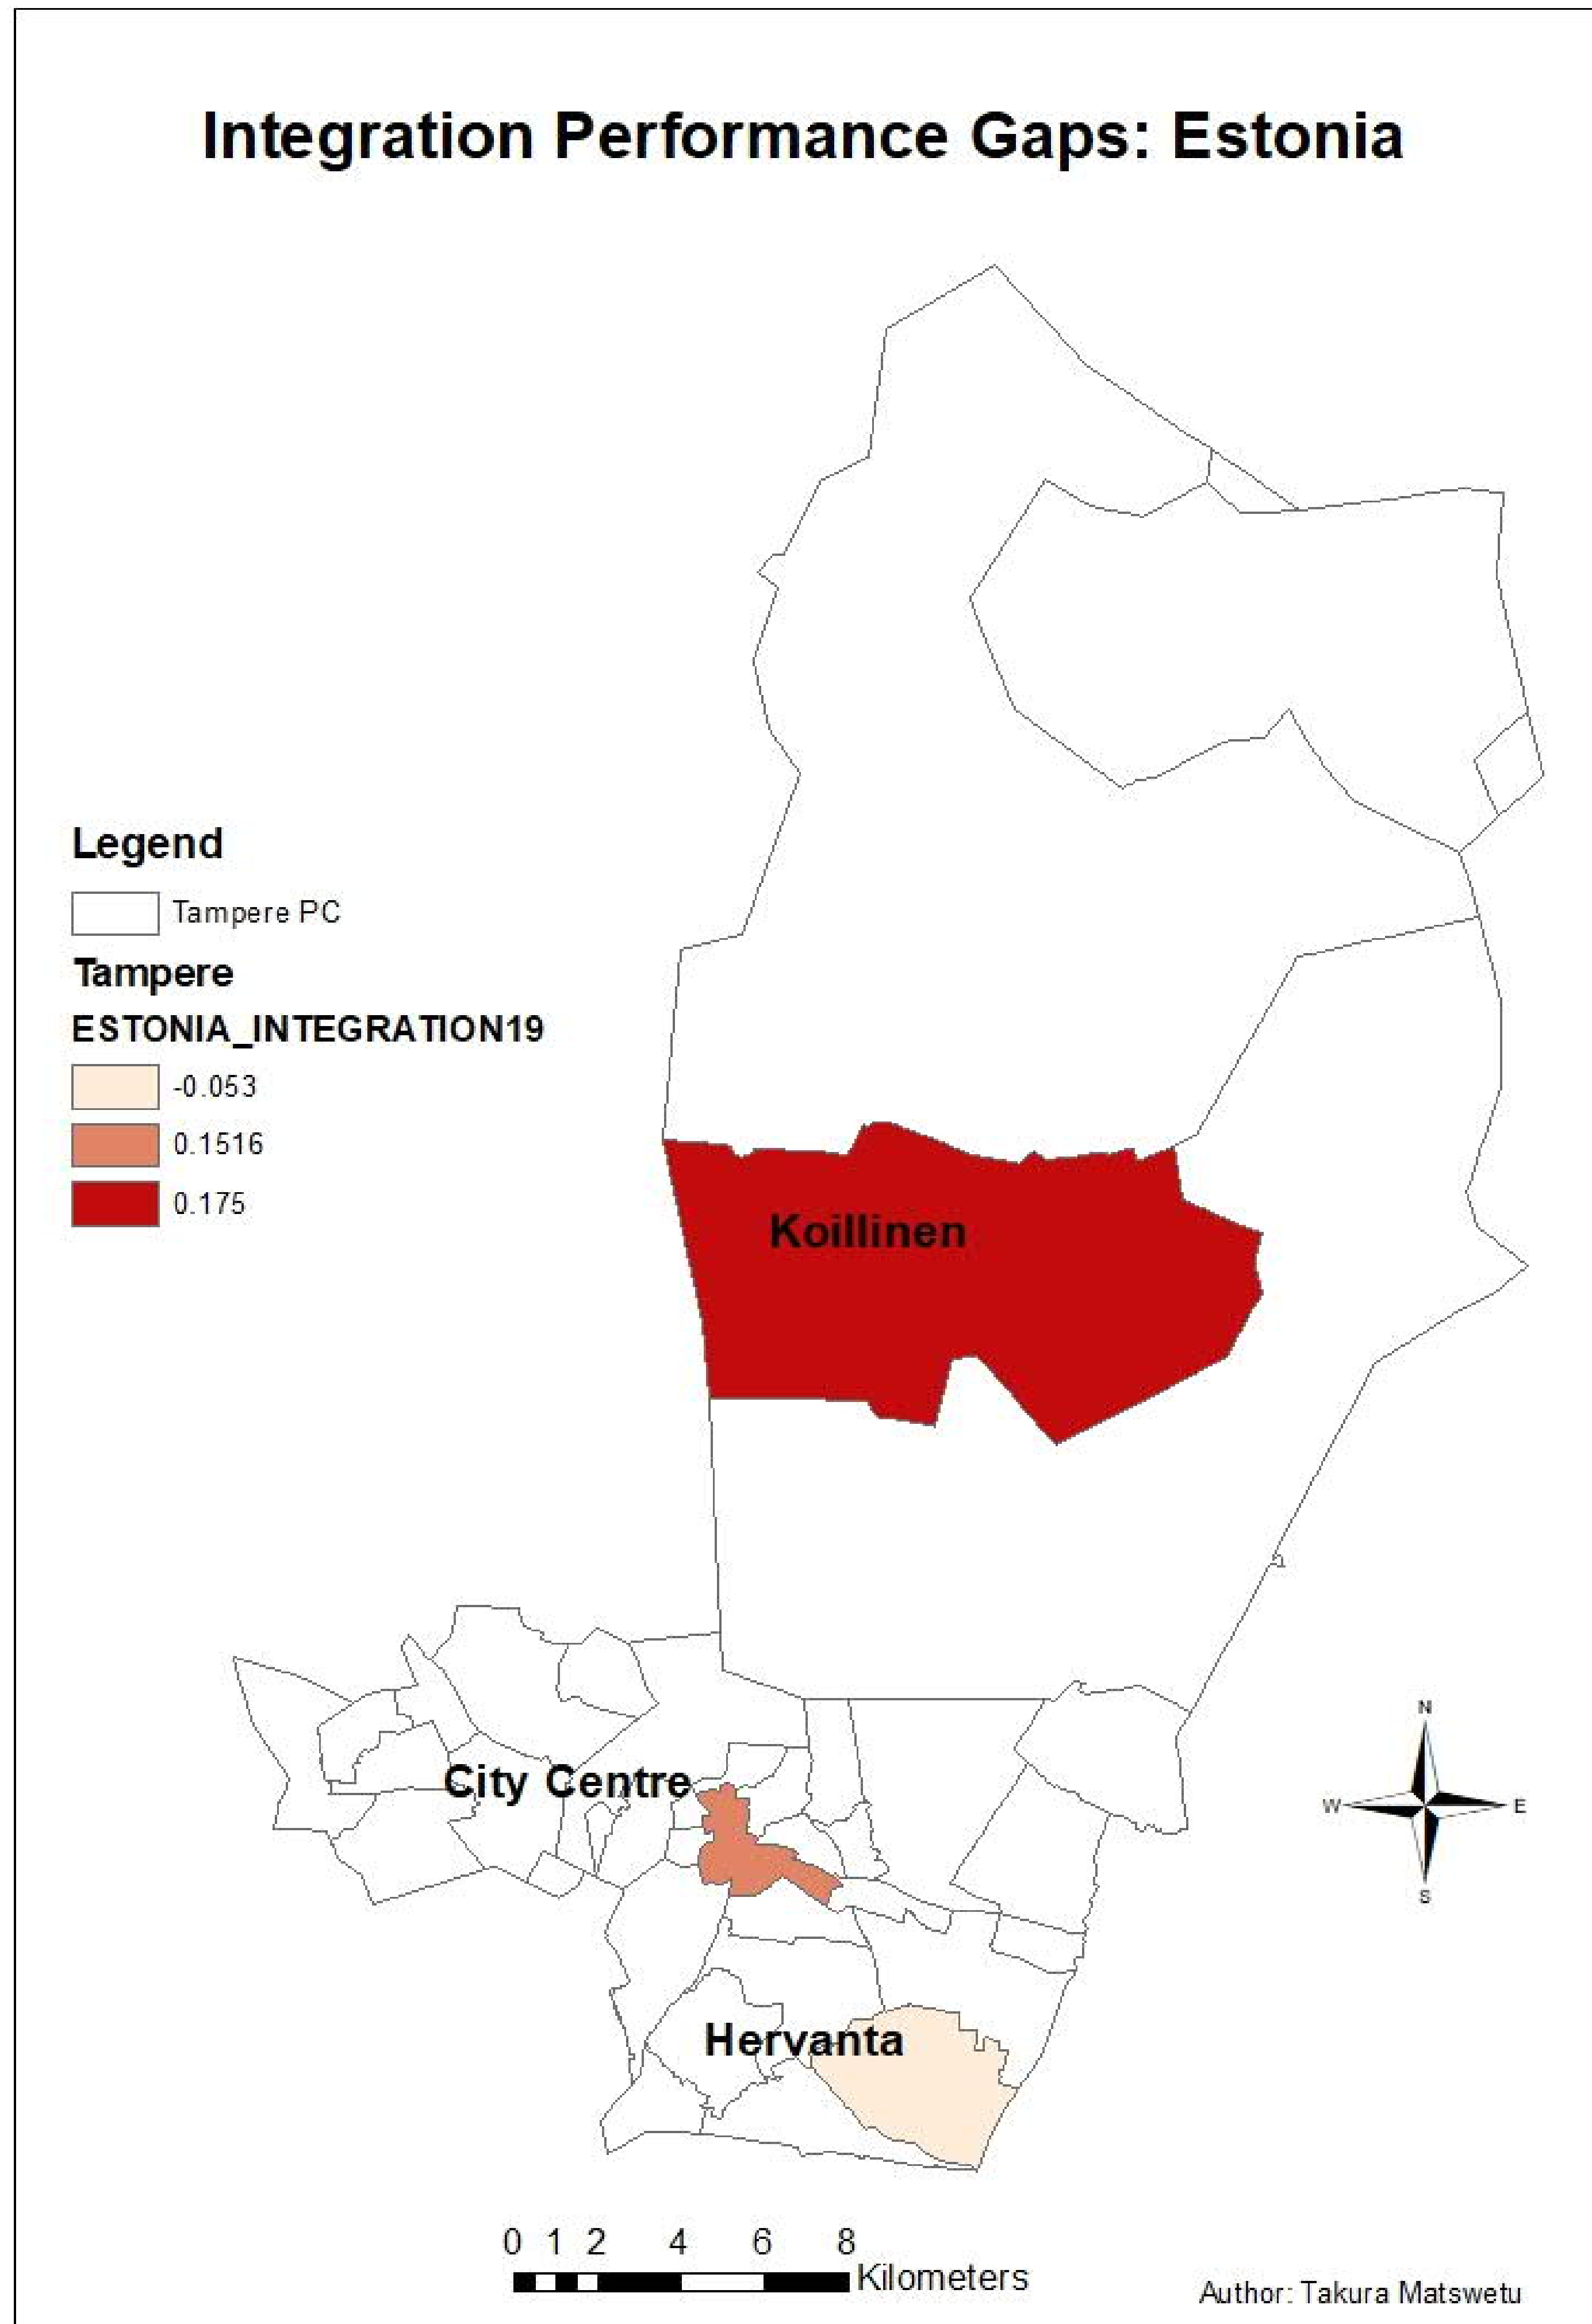 Integration Performance Gaps: Estonia
Legend
Tampere PC
Tampere
ESTONIA_INTEGRATION19
-0.053
0.1516
0.175
Koillinen
City Centre
Hervanta
N
W
E
S
0 1 2 4 6 8
Kilometers
Author: Takura Matswetu